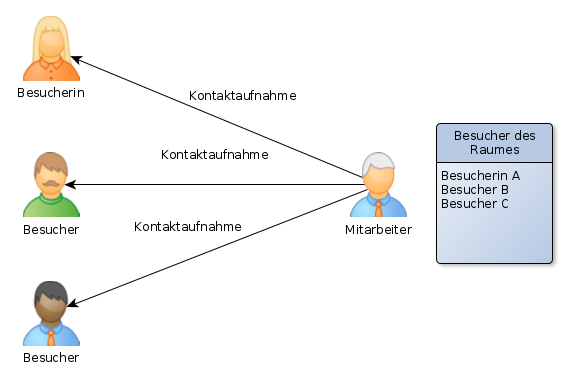 Kontaktaufnahme
Besucherin
Besucher des
Raumes
Kontaktaufnahme
Besucherin A
Besucher B
Besucher C
Besucher
Kontaktaufnahme
Mitarbeiter
Besucher